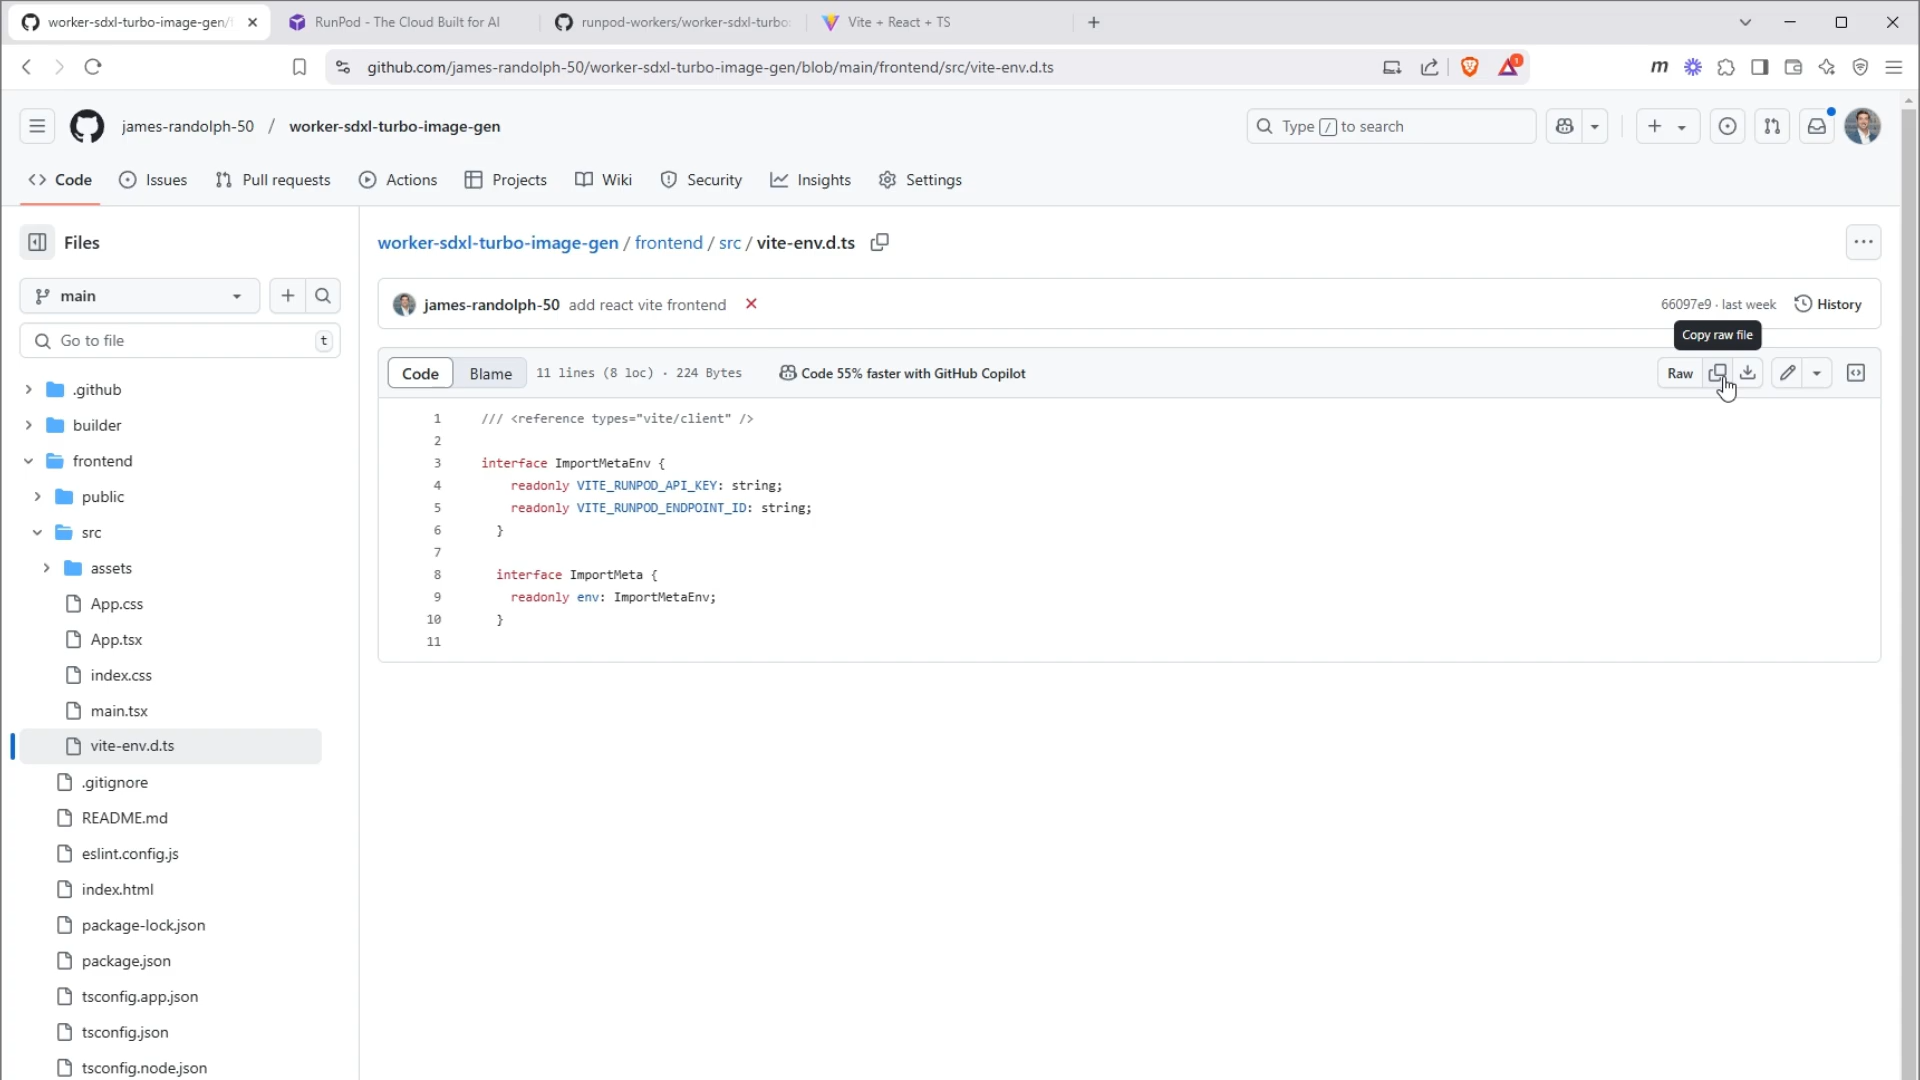 worker-sdxl-turbo-image-gen/
RunPod - The Cloud Built for AI
runpod-workers/worker-sdxl-turbo
Vite + React + TS
github.com/james-randolph-50/worker-sdxl-turbo-image-gen/blob/main/frontend/src/vite-env.d.ts
1
james-randolph-50 / worker-sdxl-turbo-image-gen
Type / to search
Code
Issues
Pull requests
Actions
Projects
Wiki
Security
Insights
Settings
Files
main
Go to file
t
.github
builder
frontend
public
src
assets
App.css
App.tsx
index.css
main.tsx
vite-env.d.ts
.gitignore
README.md
eslint.config.js
index.html
package-lock.json
package.json
tsconfig.app.json
tsconfig.json
tsconfig.node.json
worker-sdxl-turbo-image-gen / frontend / src / vite-env.d.ts
james-randolph-50 add react vite frontend
66097e9 · last week
History
Copy raw file
Code
Blame
11 lines (8 loc) · 224 Bytes
Code 55% faster with GitHub Copilot
Raw
1 /// <reference types="vite/client" />
2
3 interface ImportMetaEnv {
4 readonly VITE_RUNPOD_API_KEY: string;
5 readonly VITE_RUNPOD_ENDPOINT_ID: string;
6 }
7
8 interface ImportMeta {
9 readonly env: ImportMetaEnv;
10 }
11